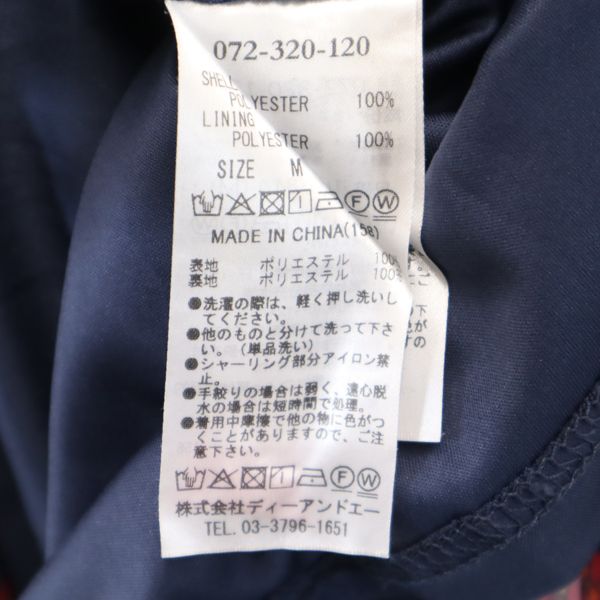 072-320-120
SHELL
POLYESTER 100%
LINING
POLYESTER 100%
SIZE M
MADE IN CHINA(158)
表地 ポリエステル 100%
裏地 ポリエステル 100%
●洗濯の際は、軽く押し洗いし
てください。
●他のものと分けて洗って下さ
い。(単品洗い)
●シャーリング部分アイロン禁
止。
●手絞りの場合は弱く、遠心脱
水の場合は短時間で処理。
●着用中摩擦で他の物に色がつ
くことがありますので、ご注
意下さい。
株式会社ディーアンドエー
TEL. 03-3796-1651